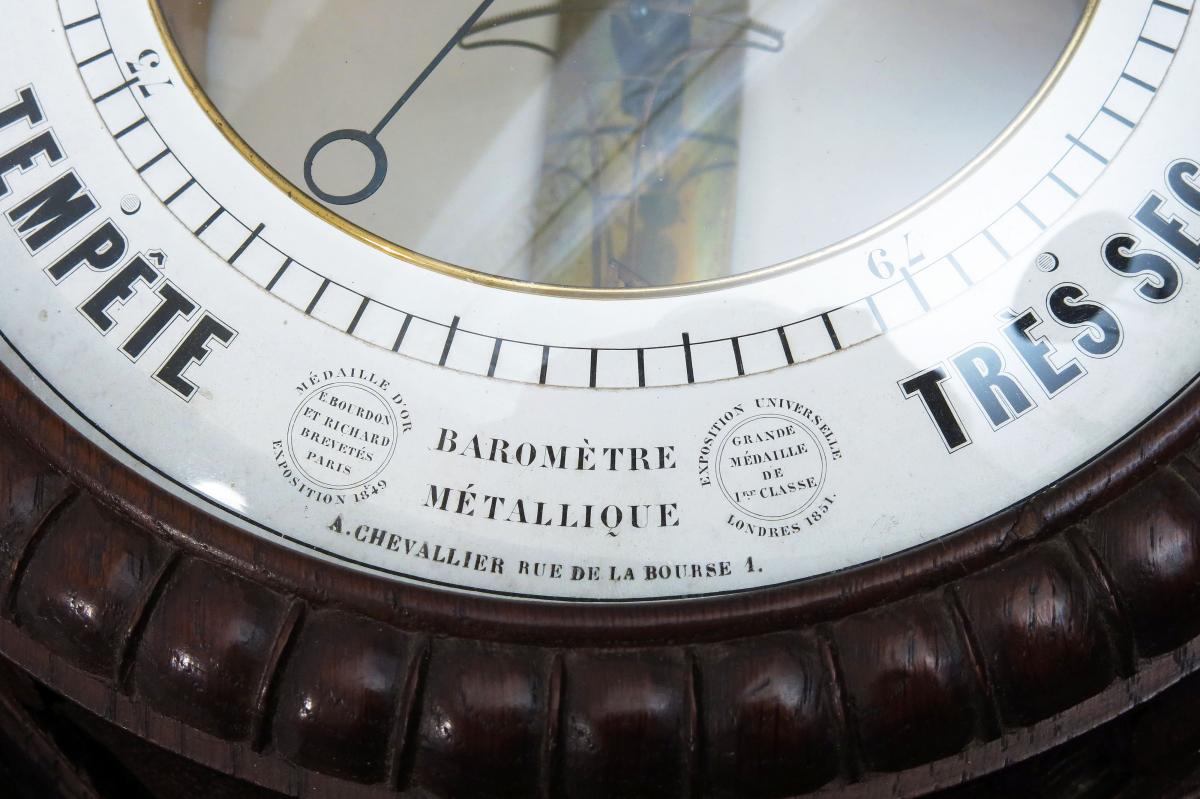 73
79
TEMPÊTE
TRÈS SEC
MÉDAILLE D'OR
E. BOURDON
ET RICHARD
BREVETÉS
PARIS
EXPOSITION 1849
BAROMÈTRE
MÉTALLIQUE
EXPOSITION UNIVERSELLE
GRANDE
MÉDAILLE
DE
1RE CLASSE
LONDRES 1851.
A. CHEVALLIER RUE DE LA BOURSE 1.